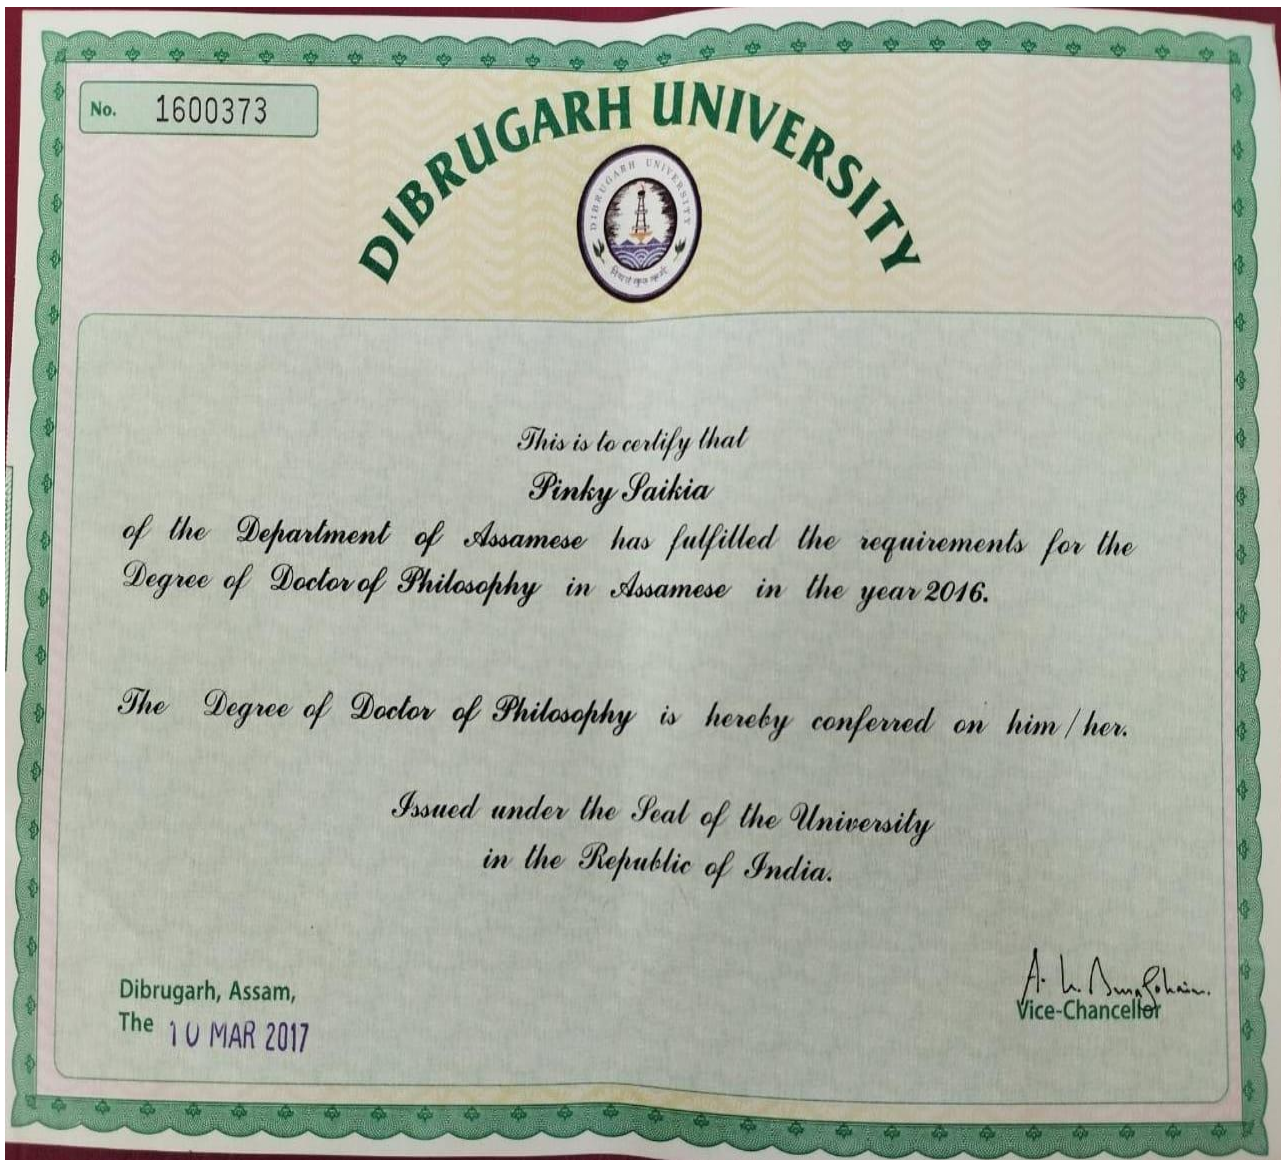 No. 1600373
DIBRUGARH UNIVERSITY
DIBRUGARH UNIVERSITY
This is to certify that
Pinky Saikia
of the Department of Assamese has fulfilled the requirements for the
Degree of Doctor of Philosophy in Assamese in the year 2016.
The Degree of Doctor of Philosophy is hereby conferred on him / her.
Issued under the Seal of the University
in the Republic of India.
Dibrugarh, Assam,
The 10 MAR 2017
Vice-Chancellor